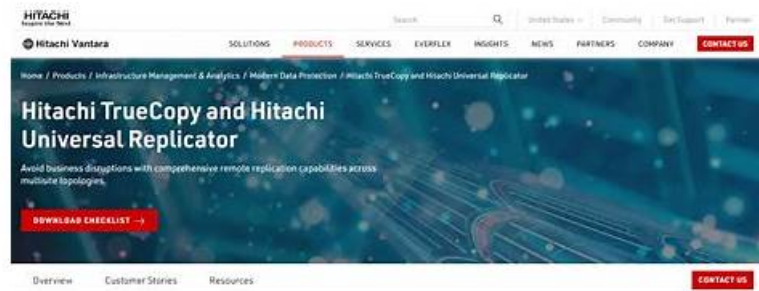 HITACHI
Inspire the Next
Search
United States
Community
Get Support
Partner
Hitachi Vantara
SOLUTIONS
PRODUCTS
SERVICES
EVERFLEX
INSIGHTS
NEWS
PARTNERS
COMPANY
CONTACT US
Home / Products / Infrastructure Management & Analytics / Modern Data Protection / Hitachi TrueCopy and Hitachi Universal Replicator
Hitachi TrueCopy and Hitachi
Universal Replicator
Avoid business disruptions with comprehensive remote replication capabilities across
multisite topologies.
DOWNLOAD CHECKLIST →
Overview
Customer Stories
Resources
CONTACT US